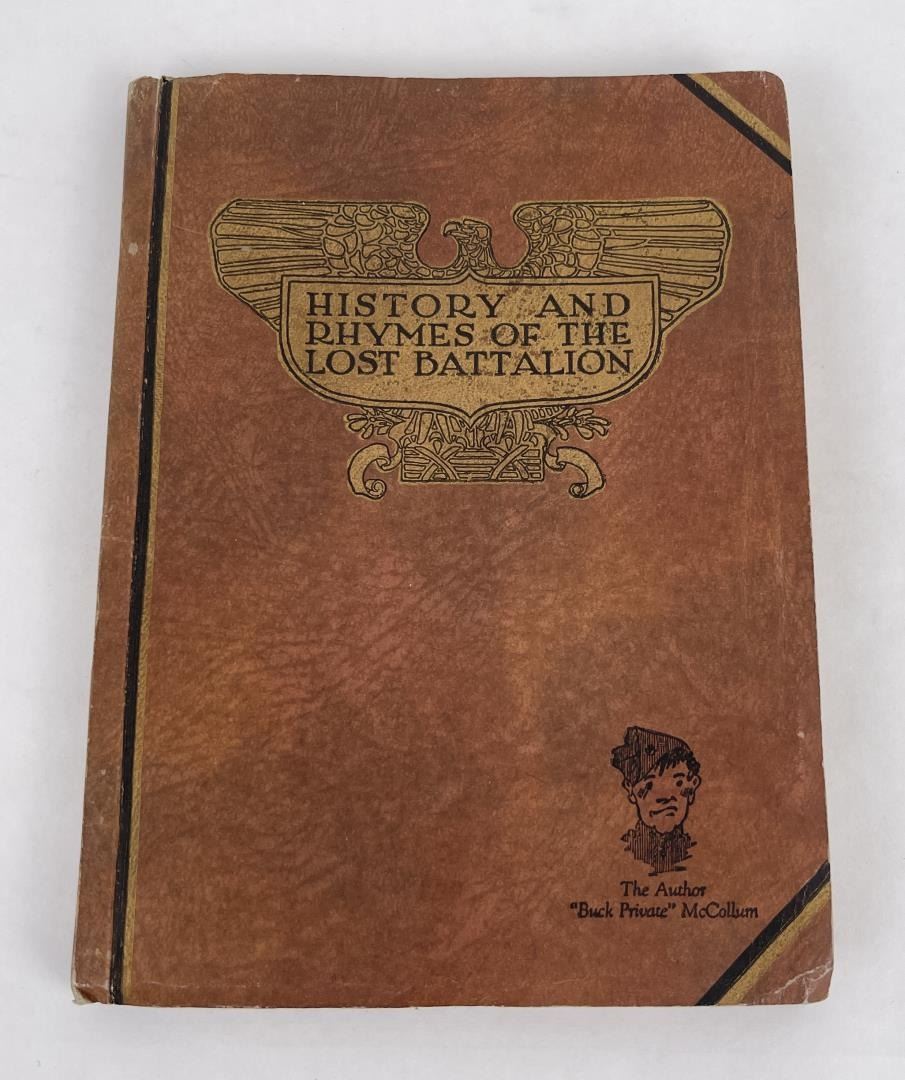 HISTORY AND
RHYMES OF THE
LOST BATTALION
The Author
"Buck Private" McCollum